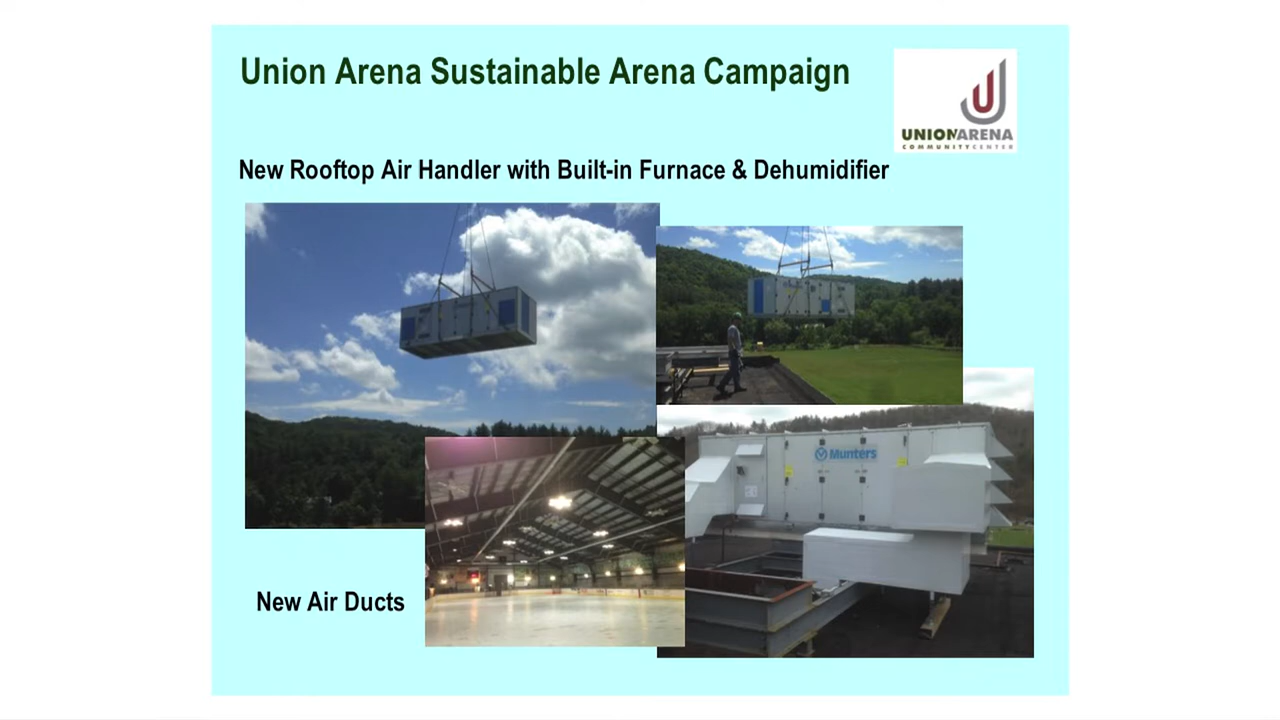 Union Arena Sustainable Arena Campaign
UNION ARENA
COMMUNITY CENTER
New Rooftop Air Handler with Built-in Furnace & Dehumidifier
Munters
New Air Ducts